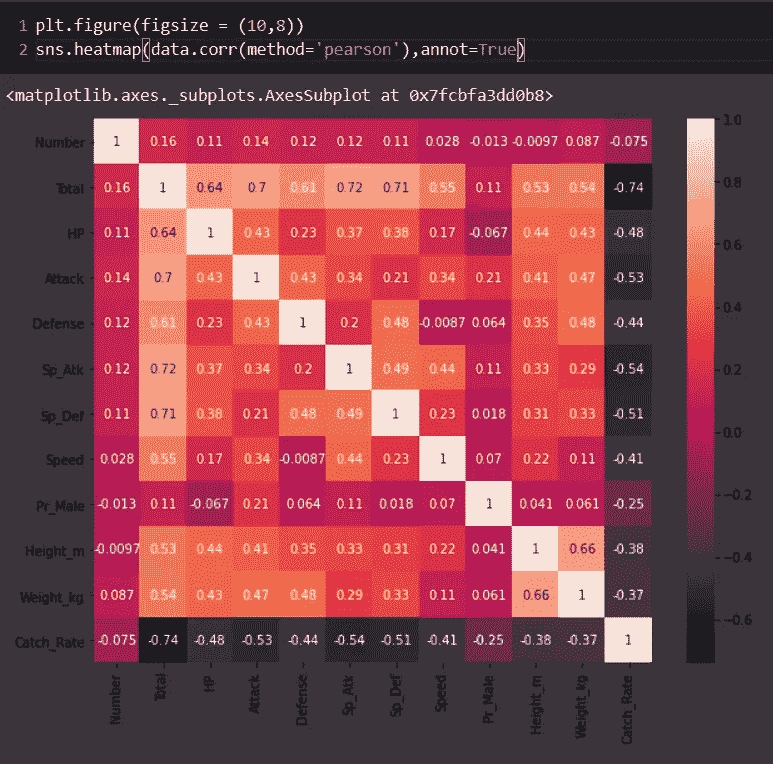 1 plt.figure(figsize = (10,8))
2 sns.heatmap(data.corr(method='pearson'),annot=True)
<matplotlib.axes._subplots.AxesSubplot at 0x7fcbfa3dd0b8>
Number 1 0.16 0.11 0.14 0.12 0.12 0.11 0.028 -0.013 -0.0097 0.087 -0.075
Total 0.16 1 0.64 0.7 0.61 0.72 0.71 0.55 0.11 0.53 0.54 -0.74
HP 0.11 0.64 1 0.43 0.23 0.37 0.38 0.17 -0.067 0.44 0.43 -0.48
Attack 0.14 0.7 0.43 1 0.43 0.34 0.21 0.34 0.21 0.41 0.47 -0.53
Defense 0.12 0.61 0.23 0.43 1 0.2 0.48 -0.0087 0.064 0.35 0.48 -0.44
Sp_Atk 0.12 0.72 0.37 0.34 0.2 1 0.49 0.44 0.11 0.33 0.29 -0.54
Sp_Def 0.11 0.71 0.38 0.21 0.48 0.49 1 0.23 0.018 0.31 0.33 -0.51
Speed 0.028 0.55 0.17 0.34 -0.0087 0.44 0.23 1 0.07 0.22 0.11 -0.41
Pr_Male -0.013 0.11 -0.067 0.21 0.064 0.11 0.018 0.07 1 0.041 0.061 -0.25
Height_m -0.0097 0.53 0.44 0.41 0.35 0.33 0.31 0.22 0.041 1 0.66 -0.38
Weight_kg 0.087 0.54 0.43 0.47 0.48 0.29 0.33 0.11 0.061 0.66 1 -0.37
Catch_Rate -0.075 -0.74 -0.48 -0.53 -0.44 -0.54 -0.51 -0.41 -0.25 -0.38 -0.37 1
Number Total HP Attack Defense Sp_Atk Sp_Def Speed Pr_Male Height_m Weight_kg Catch_Rate
1.0
0.8
0.6
0.4
0.2
0.0
-0.2
-0.4
-0.6